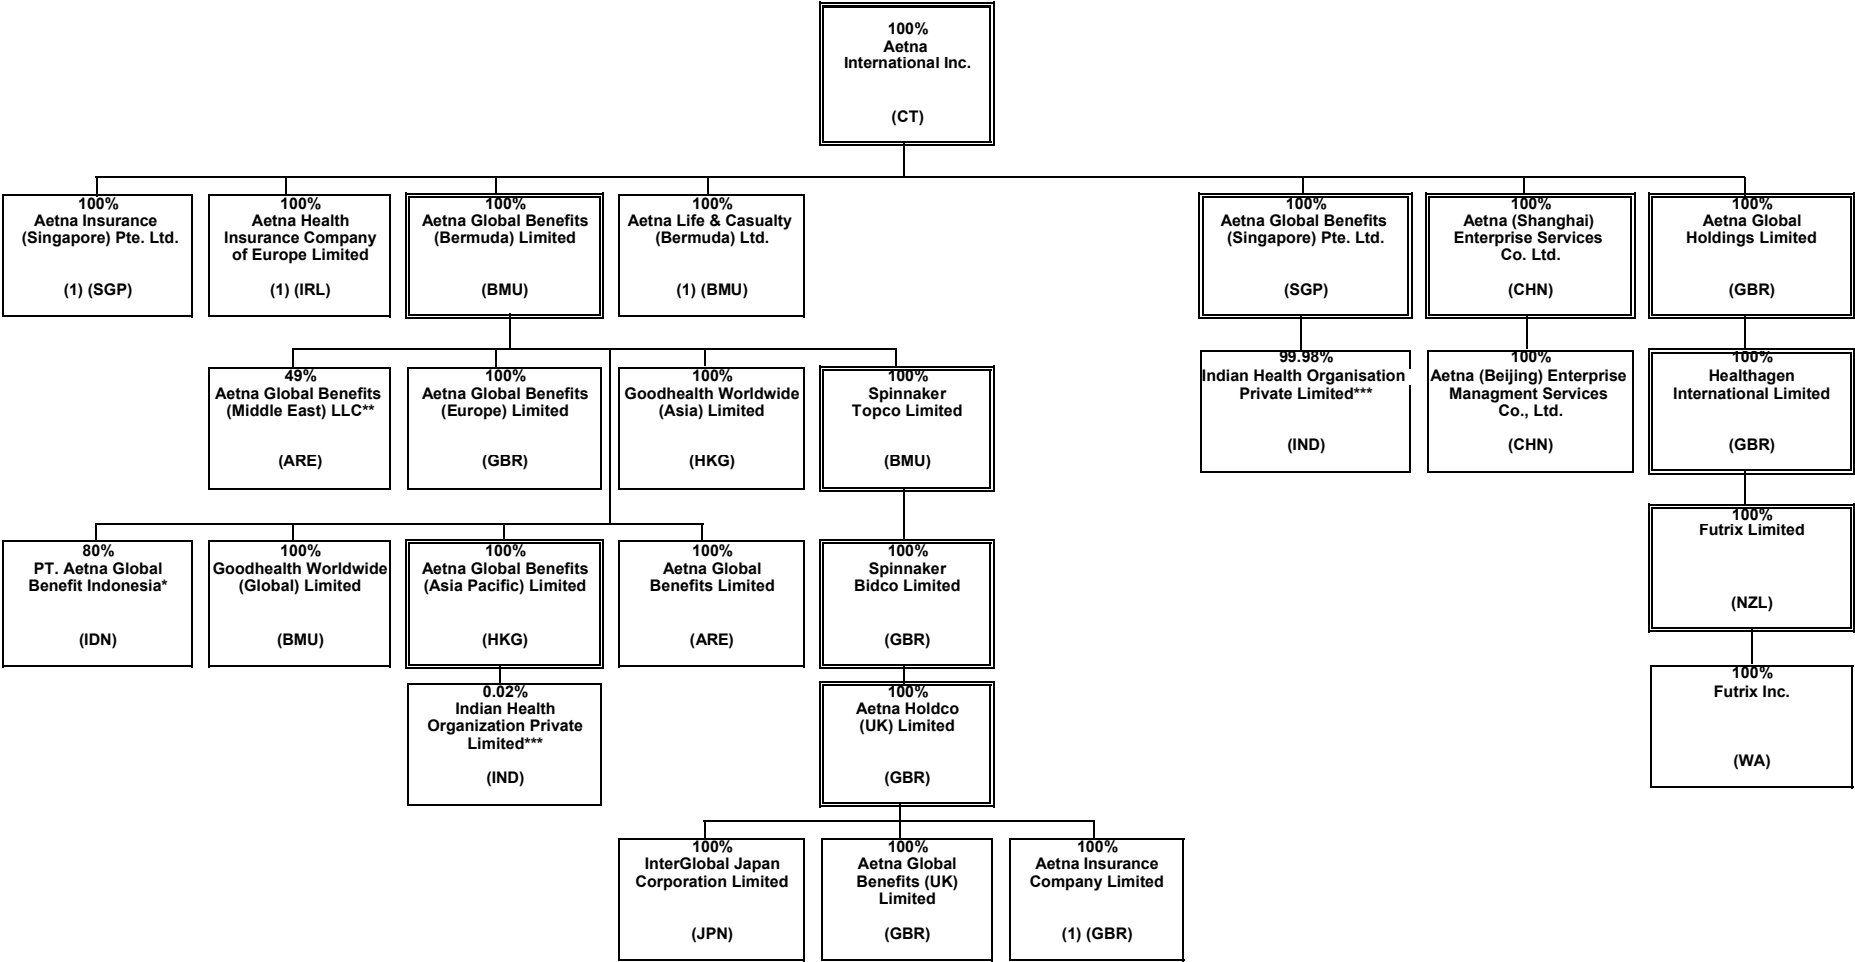 100%
Aetna
International Inc.
(CT)
100%
Aetna Insurance
(Singapore) Pte. Ltd.
(1) (SGP)
100%
Aetna Health
Insurance Company
of Europe Limited
(1) (IRL)
100%
Aetna Global Benefits
(Bermuda) Limited
(BMU)
100%
Aetna Life & Casualty
(Bermuda) Ltd.
(1) (BMU)
100%
Aetna Global Benefits
(Singapore) Pte. Ltd.
(SGP)
100%
Aetna (Shanghai)
Enterprise Services
Co. Ltd.
(CHN)
100%
Aetna Global
Holdings Limited
(GBR)
49%
Aetna Global Benefits
(Middle East) LLC**
(ARE)
100%
Aetna Global Benefits
(Europe) Limited
(GBR)
100%
Goodhealth Worldwide
(Asia) Limited
(HKG)
100%
Spinnaker
Topco Limited
(BMU)
99.98%
Indian Health Organisation
Private Limited***
(IND)
100%
Aetna (Beijing) Enterprise
Managment Services
Co., Ltd.
(CHN)
100%
Healthagen
International Limited
(GBR)
80%
PT. Aetna Global
Benefit Indonesia*
(IDN)
100%
Goodhealth Worldwide
(Global) Limited
(BMU)
100%
Aetna Global Benefits
(Asia Pacific) Limited
(HKG)
100%
Aetna Global
Benefits Limited
(ARE)
100%
Spinnaker
Bidco Limited
(GBR)
100%
Futrix Limited
(NZL)
0.02%
Indian Health
Organization Private
Limited***
(IND)
100%
Aetna Holdco
(UK) Limited
(GBR)
100%
Futrix Inc.
(WA)
100%
InterGlobal Japan
Corporation Limited
(JPN)
100%
Aetna Global
Benefits (UK)
Limited
(GBR)
100%
Aetna Insurance
Company Limited
(1) (GBR)